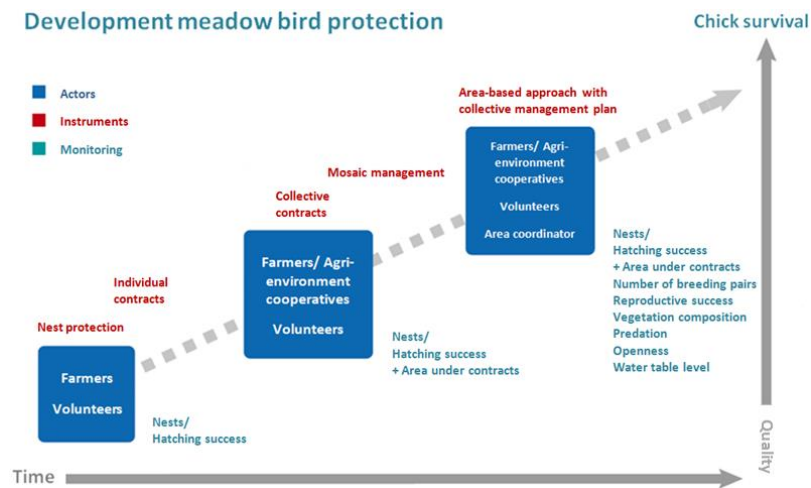 Development meadow bird protection
Chick survival
Actors
Instruments
Monitoring
Area-based approach with
collective management plan
Farmers/ Agri-
environment
cooperatives
Volunteers
Area coordinator
Mosaic management
Collective
contracts
Farmers/ Agri-
environment
cooperatives
Volunteers
Individual
contracts
Nest protection
Farmers
Volunteers
Nests/
Hatching success
Nests/
Hatching success
+ Area under contracts
Nests/
Hatching success
+ Area under contracts
Number of breeding pairs
Reproductive success
Vegetation composition
Predation
Openness
Water table level
Quality
Time